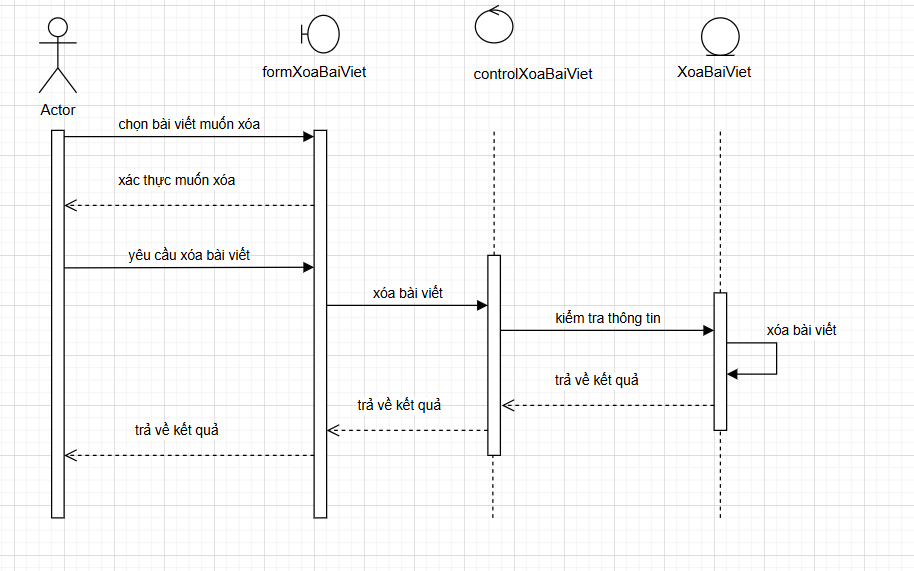 formXoaBaiViet
controlXoaBaiViet
XoaBaiViet
Actor
chọn bài viết muốn xóa
xác thực muốn xóa
yêu cầu xóa bài viết
xóa bài viết
kiểm tra thông tin
xóa bài viết
trả về kết quả
trả về kết quả
trả về kết quả